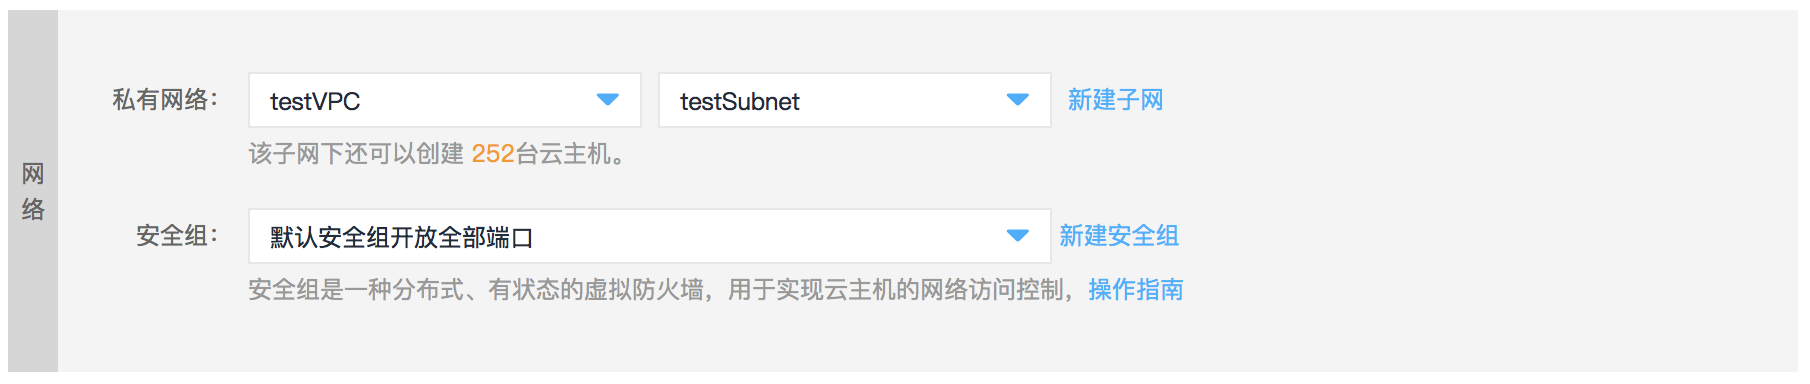 网络
私有网络： testVPC testSubnet 新建子网
该子网下还可以创建 252台云主机。
安全组： 默认安全组开放全部端口 新建安全组
安全组是一种分布式、有状态的虚拟防火墙，用于实现云主机的网络访问控制，操作指南